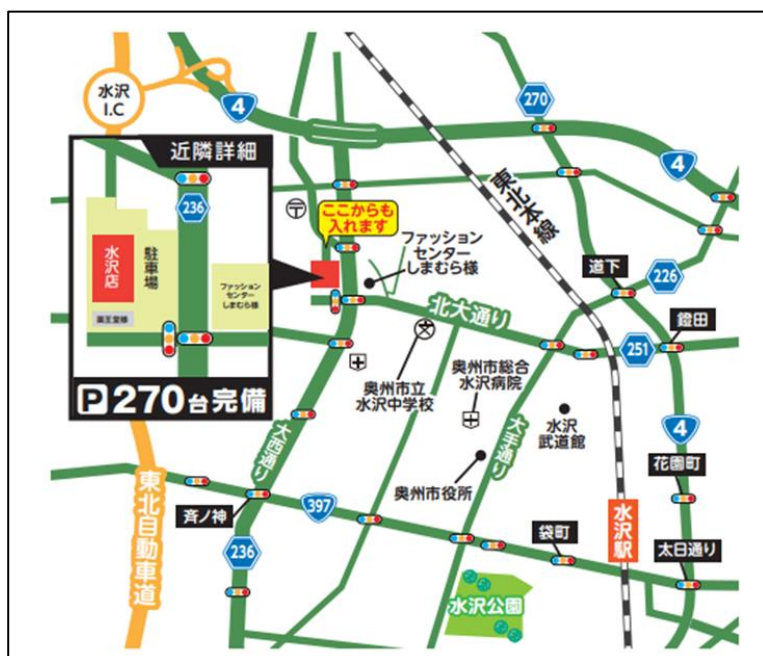 水沢
I.C
4
270
近隣詳細
236
水沢店
駐車場
ファッション
センター
しまむら様
薬王堂様
P270台完備
〒
ここからも
入れます
ファッション
センター
しまむら様
東北本線
4
道下
226
鐙田
北大通り
251
奥州市立
水沢中学校
奥州市総合
水沢病院
水沢
武道館
大手通り
大西通り
奥州市役所
4
花園町
斉ノ神
397
236
袋町
水沢駅
太日通り
水沢公園
東北自動車道